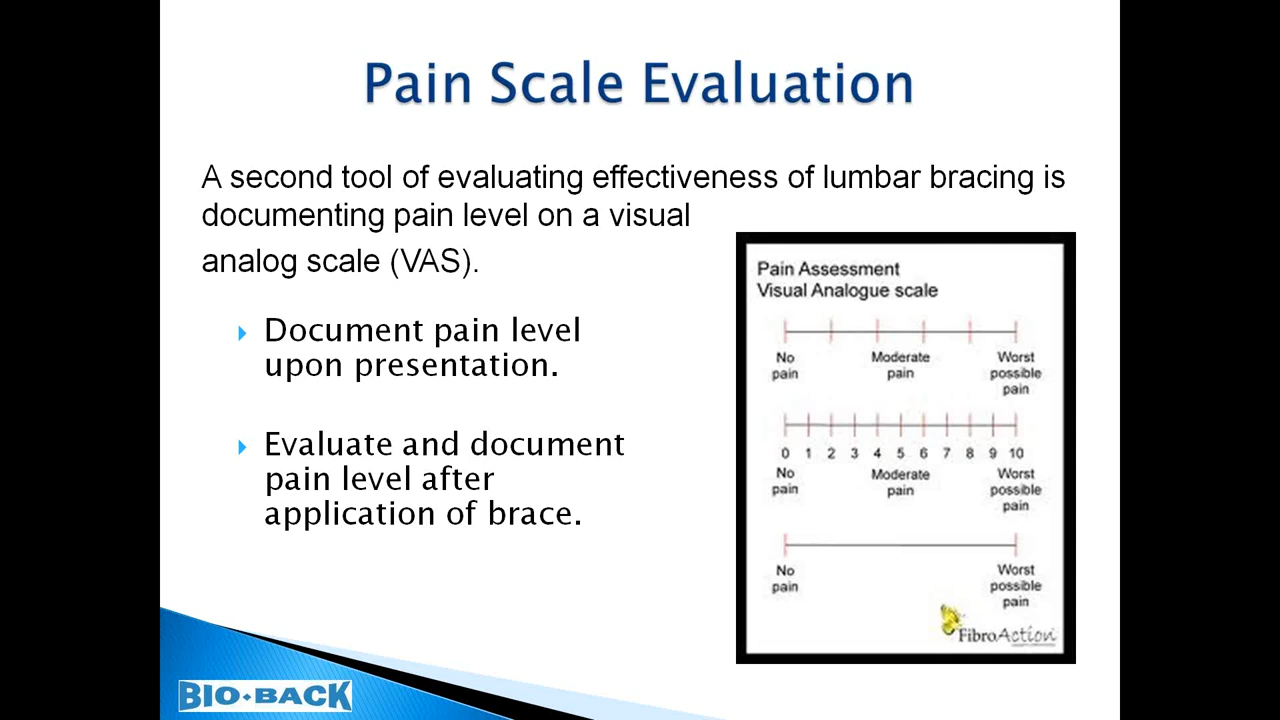 Pain Scale Evaluation
A second tool of evaluating effectiveness of lumbar bracing is
documenting pain level on a visual
analog scale (VAS).
Document pain level
upon presentation.
Evaluate and document
pain level after
application of brace.
Pain Assessment
Visual Analogue scale
No pain
Moderate pain
Worst possible pain
0 1 2 3 4 5 6 7 8 9 10
No pain
Moderate pain
Worst possible pain
No pain
Worst possible pain
FibroAction
BIO-BACK